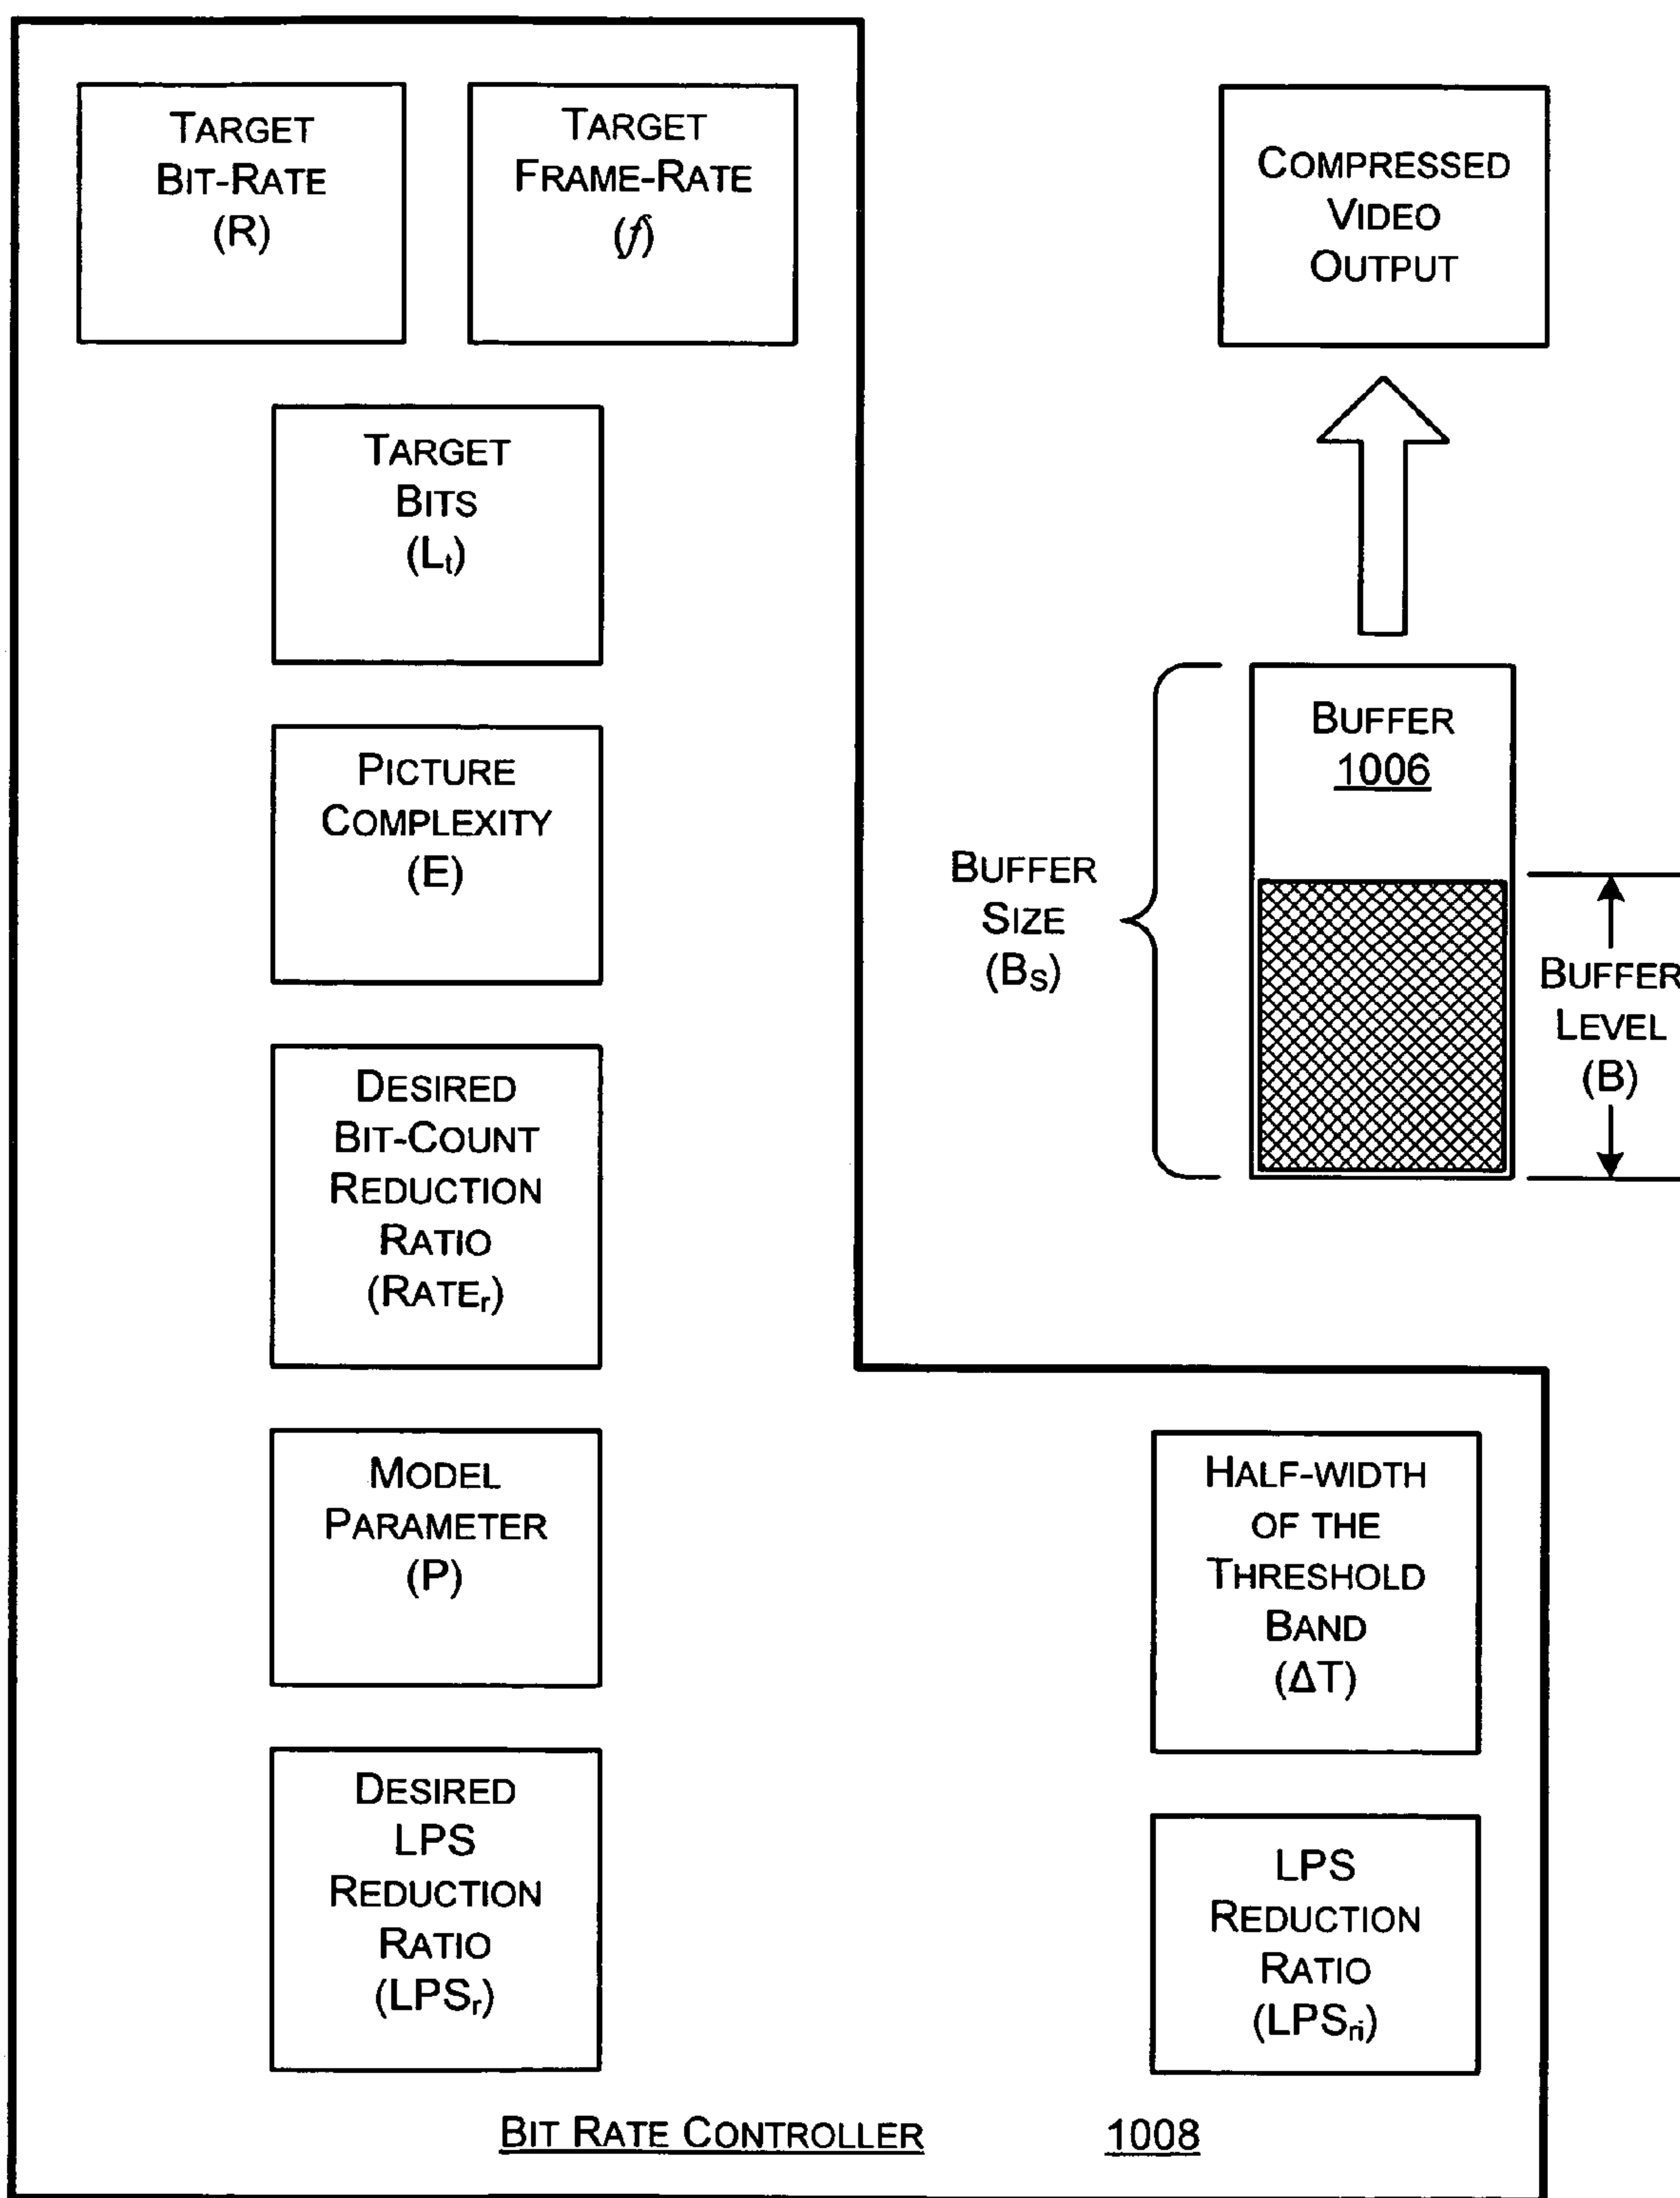 TARGET
BIT-RATE
(R)
TARGET
FRAME-RATE
(f)
TARGET
BITS
(Lt)
PICTURE
COMPLEXITY
(E)
DESIRED
BIT-COUNT
REDUCTION
RATIO
(RATEr)
MODEL
PARAMETER
(P)
DESIRED
LPS
REDUCTION
RATIO
(LPSr)
COMPRESSED
VIDEO
OUTPUT
BUFFER
1006
BUFFER
SIZE
(BS)
BUFFER
LEVEL
(B)
HALF-WIDTH
OF THE
THRESHOLD
BAND
(ΔT)
LPS
REDUCTION
RATIO
(LPSri)
BIT RATE CONTROLLER 1008